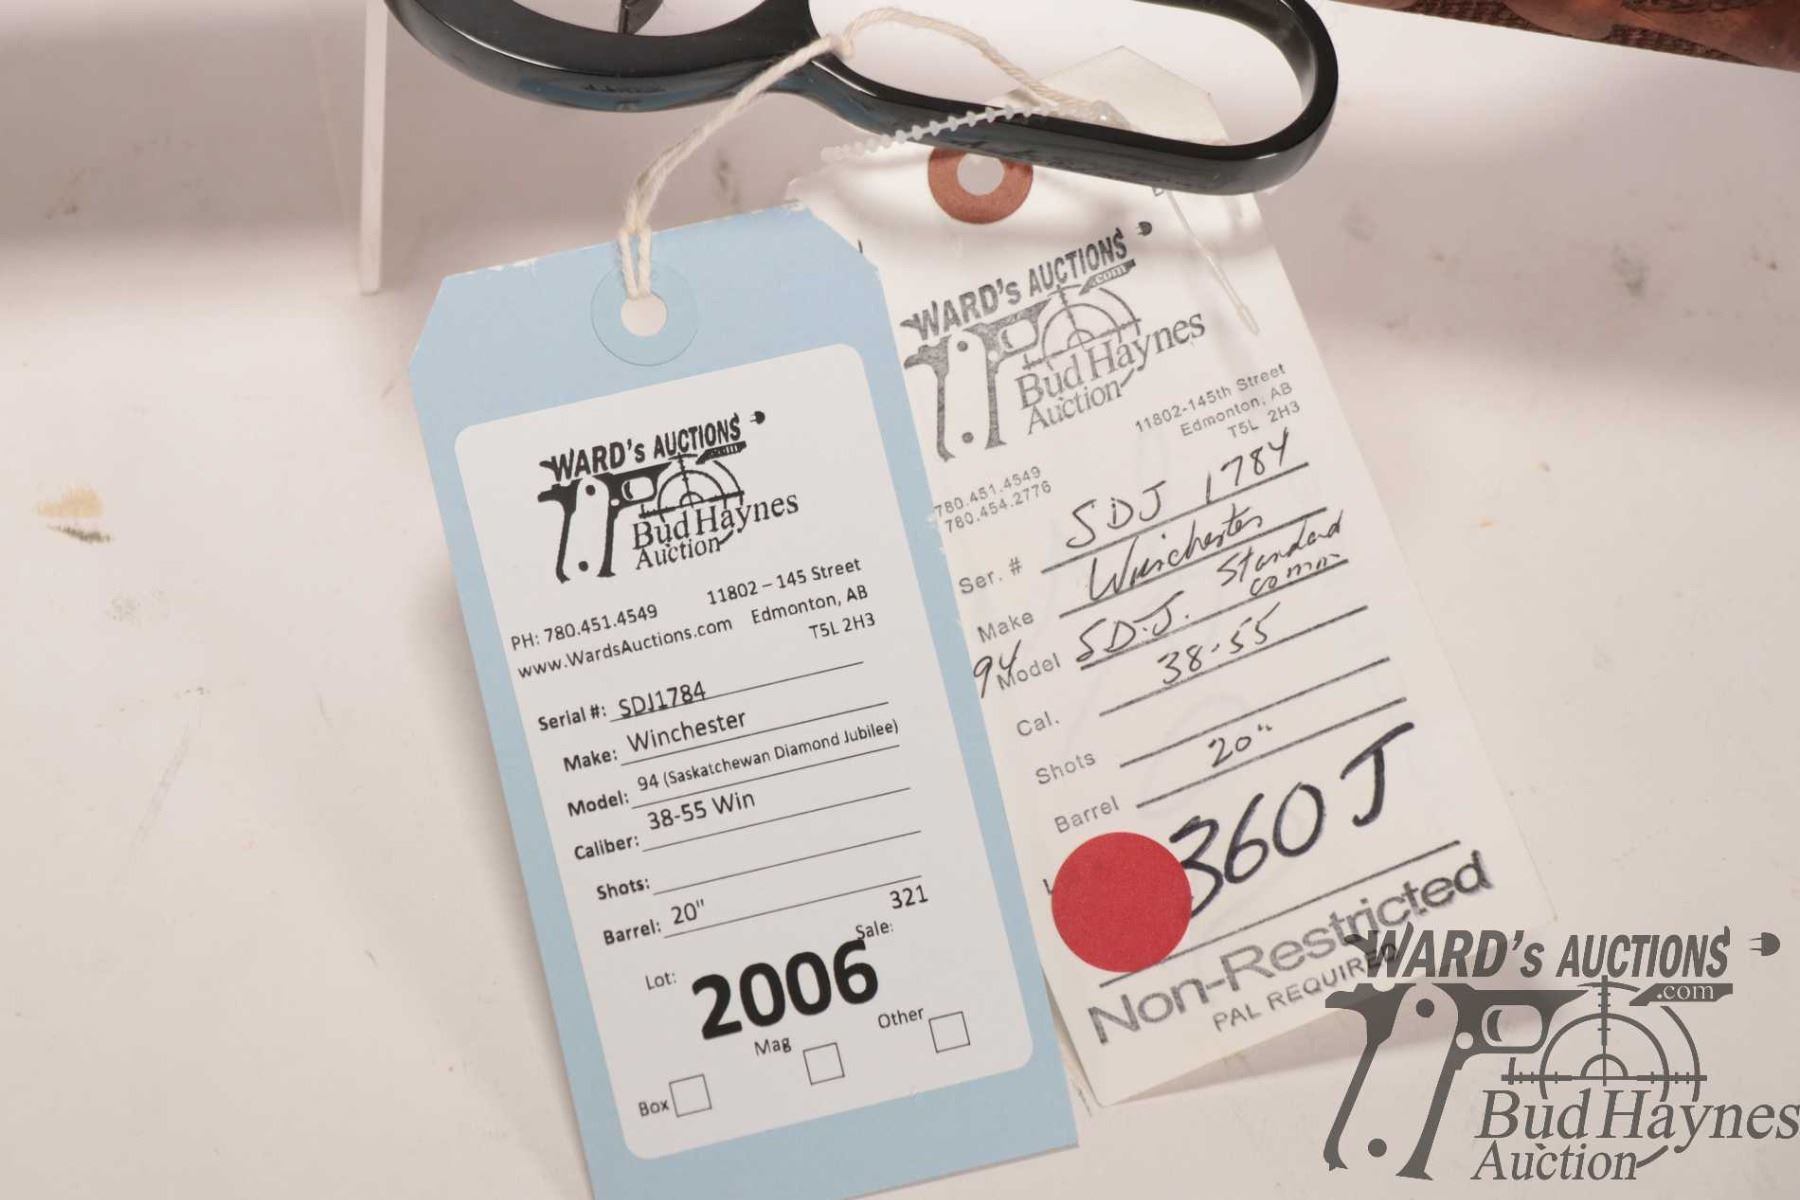 WARD's AUCTIONS
.com
Bud Haynes
Auction
PH: 780.451.4549 11802 – 145 Street
www.WardsAuctions.com Edmonton, AB
T5L 2H3
Serial #: SDJ1784
Make: Winchester
Model: 94 (Saskatchewan Diamond Jubilee)
Caliber: 38-55 Win
Shots:
Barrel: 20"
321
Sale:
Lot: 2006
Box Mag Other
WARD's AUCTIONS
.com
Bud Haynes
Auction
11802-145th Street
Edmonton, AB
T5L 2H3
780.451.4549
780.454.2776
Ser. # SDJ 1784
Make Winchester
94 Model S.D.J. Standard
comm
Cal. 38-55
Shots
Barrel 20"
360J
Non-Restricted
PAL REQUIRED
WARD's AUCTIONS
.com
Bud Haynes
Auction